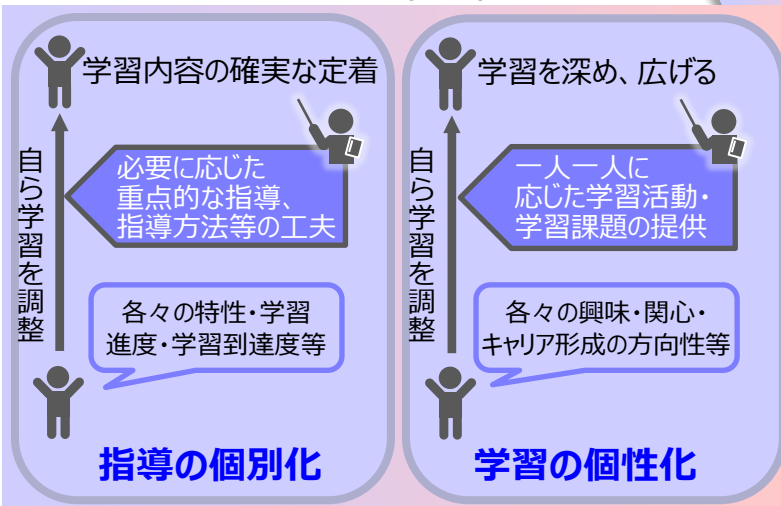 学習内容の確実な定着
自ら学習を調整
必要に応じた
重点的な指導、
指導方法等の工夫
各々の特性・学習
進度・学習到達度等
指導の個別化
学習を深め、広げる
自ら学習を調整
一人一人に
応じた学習活動・
学習課題の提供
各々の興味・関心・
キャリア形成の方向性等
学習の個性化